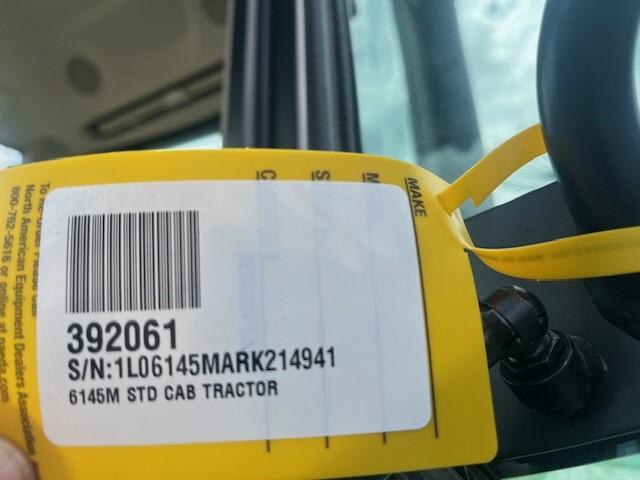 392061
S/N:1L06145MARK214941
6145M STD CAB TRACTOR
MAKE
North American Equipment Dealers Association
800-762-5616 or online at naeda.com